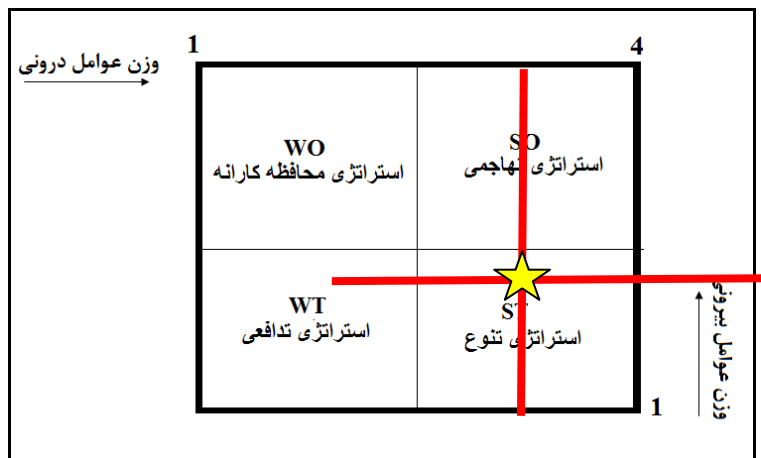 1
4
وزن عوامل درونی
WO
استراتژی محافظه کارانه
SO
استراتژی تهاجمی
WT
استراتژی تدافعی
ST
استراتژی تنوع
وزن عوامل بیرونی
1